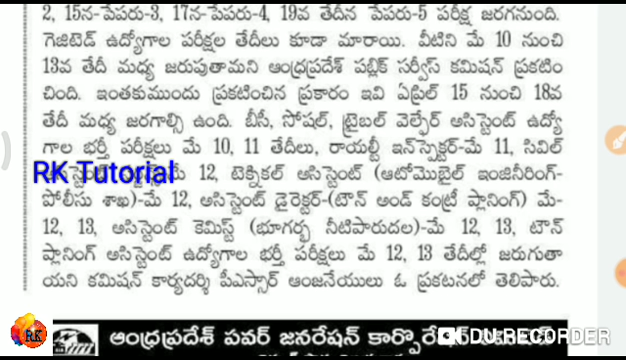 2, 15న-పేపరు-3, 17న-పేపరు-4, 19వ తేదీన పేపరు-5 పరీక్ష జరగనుంది.
గెజిటెడ్ ఉద్యోగాల పరీక్షల తేదీలు కూడా మారాయి. వీటిని మే 10 నుంచి
13వ తేదీ మధ్య జరుపుతామని ఆంధ్రప్రదేశ్ పబ్లిక్ సర్వీస్ కమిషన్ ప్రకటిం
చింది. ఇంతకుముందు ప్రకటించిన ప్రకారం ఇవి ఏప్రిల్ 15 నుంచి 18వ
తేదీ మధ్య జరగాల్సి ఉంది. బీసీ, సోషల్, ట్రైబల్ వెల్ఫేర్ అసిస్టెంట్ ఉద్యో
గాల భర్తీ పరీక్షలు మే 10, 11 తేదీలు, రాయల్టీ ఇన్‌స్పెక్టర్-మే 11, సివిల్
RK Tutorial
మే 12, టెక్నికల్ అసిస్టెంట్ (ఆటోమొబైల్ ఇంజినీరింగ్-
పోలీసు శాఖ)-మే 12, అసిస్టెంట్ డైరెక్టర్-(టౌన్ అండ్ కంట్రీ ప్లానింగ్) మే-
12, 13, అసిస్టెంట్ కెమిస్ట్ (భూగర్భ నీటిపారుదల)-మే 12, 13, టౌన్
ప్లానింగ్ అసిస్టెంట్ ఉద్యోగాల భర్తీ పరీక్షలు మే 12, 13 తేదీల్లో జరుగుతా
యని కమిషన్ కార్యదర్శి పీఎస్సార్ ఆంజనేయులు ఓ ప్రకటనలో తెలిపారు.
RK
ఆంధ్రప్రదేశ్ పవర్ జనరేషన్ కార్పొరేషన్
DU RECORDER